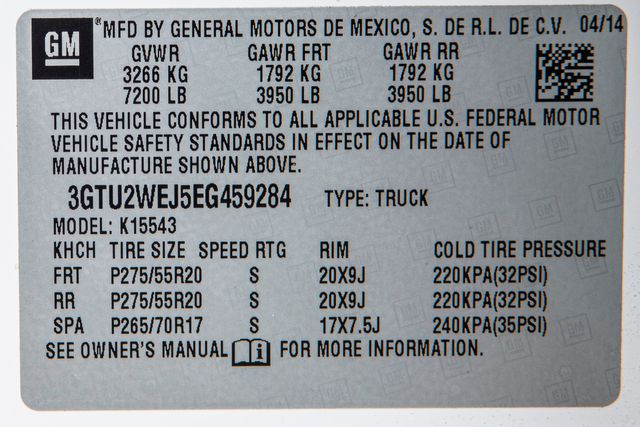 GM ® MFD BY GENERAL MOTORS DE MEXICO, S. DE R.L. DE C.V. 04/14
GVWR GAWR FRT GAWR RR
3266 KG 1792 KG 1792 KG
7200 LB 3950 LB 3950 LB
THIS VEHICLE CONFORMS TO ALL APPLICABLE U.S. FEDERAL MOTOR
VEHICLE SAFETY STANDARDS IN EFFECT ON THE DATE OF
MANUFACTURE SHOWN ABOVE.
3GTU2WEJ5EG459284 TYPE: TRUCK
MODEL: K15543
KHCH TIRE SIZE SPEED RTG RIM COLD TIRE PRESSURE
FRT P275/55R20 S 20X9J 220KPA(32PSI)
RR P275/55R20 S 20X9J 220KPA(32PSI)
SPA P265/70R17 S 17X7.5J 240KPA(35PSI)
SEE OWNER'S MANUAL i FOR MORE INFORMATION.